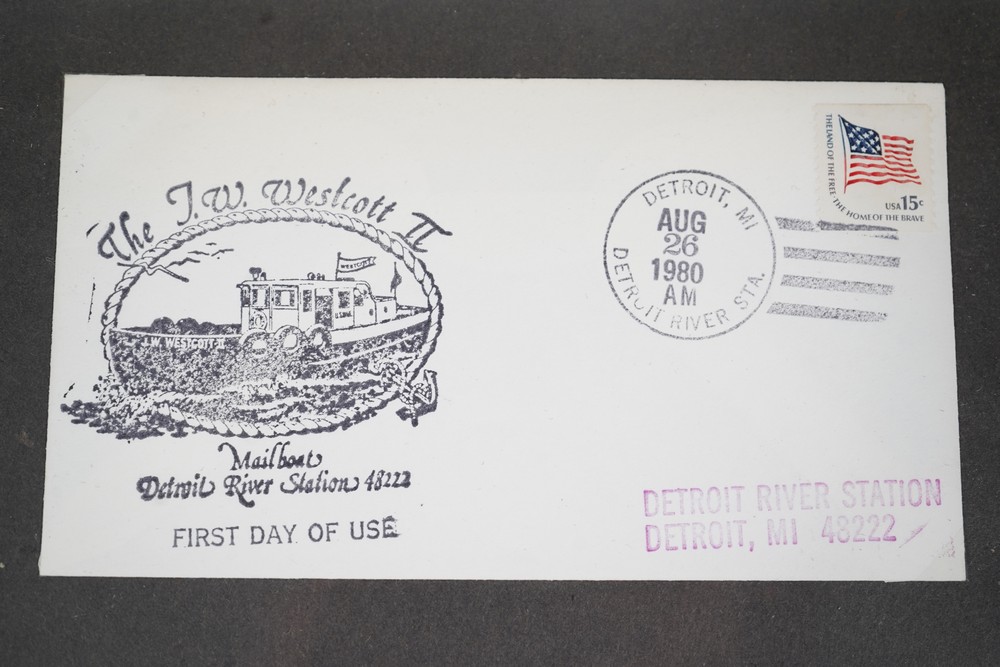 The J.W. Westcott II
WESTCOTT
J.W. WESTCOTT II
Mailboat
Detroit River Station 48222
FIRST DAY OF USE
DETROIT, MI
AUG
26
1980
AM
DETROIT RIVER STA.
THE LAND OF THE FREE · THE HOME OF THE BRAVE
USA 15c
DETROIT RIVER STATION
DETROIT, MI 48222